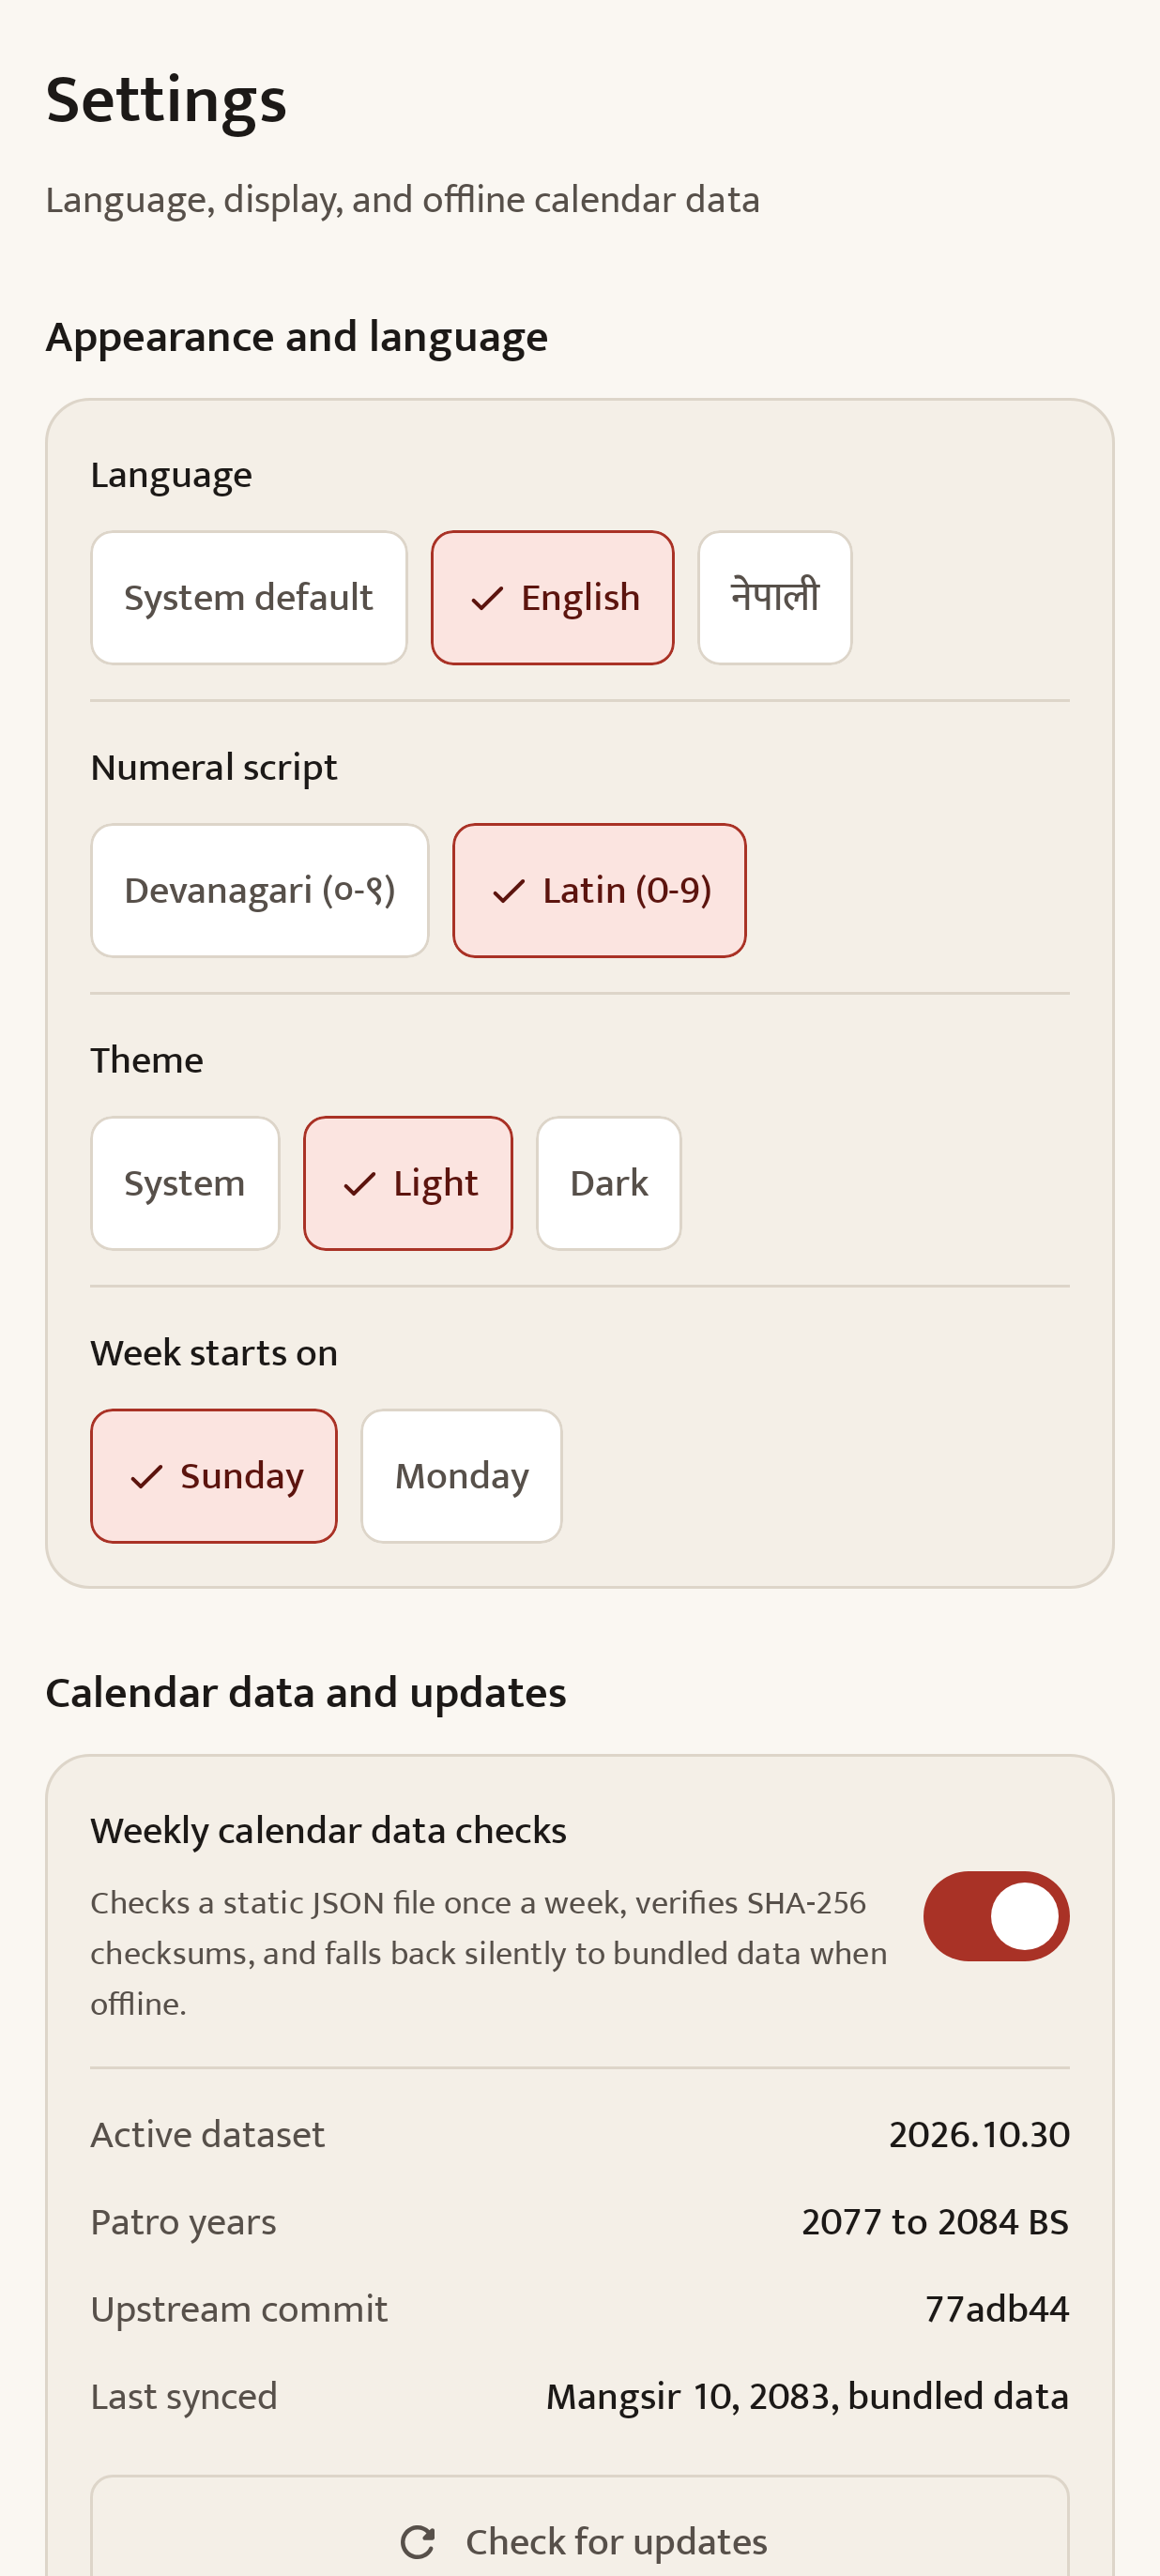 Settings
Language, display, and offline calendar data
Appearance and language
Language
System default
English
नेपाली
Numeral script
Devanagari (०-९)
Latin (0-9)
Theme
System
Light
Dark
Week starts on
Sunday
Monday
Calendar data and updates
Weekly calendar data checks
Checks a static JSON file once a week, verifies SHA-256
checksums, and falls back silently to bundled data when
offline.
Active dataset 2026.10.30
Patro years 2077 to 2084 BS
Upstream commit 77adb44
Last synced Mangsir 10, 2083, bundled data
Check for updates